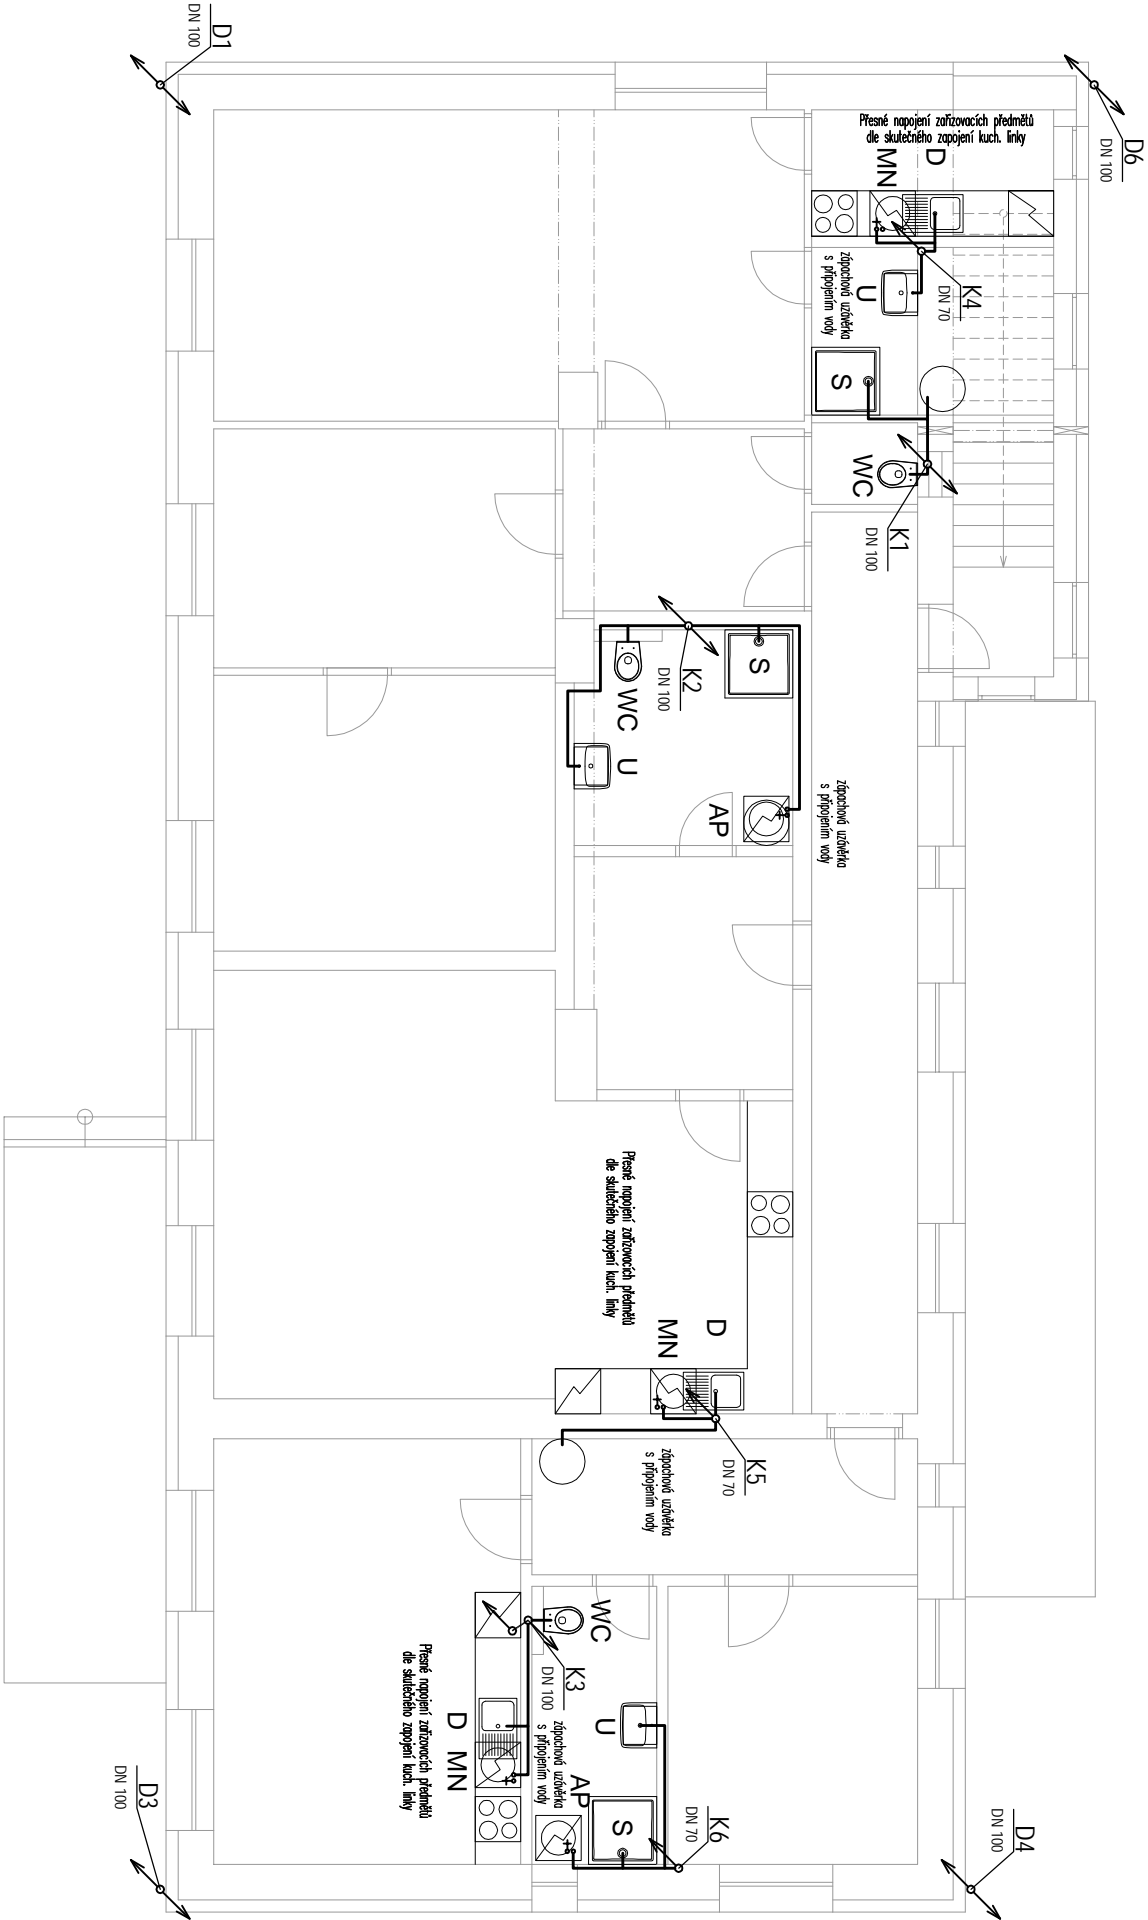 D1
DN 100
D6
DN 100
Přesné napojení zařizovacích předmětů
dle skutečného zapojení kuch. linky
D
MN
K4
DN 70
U
zápachová uzávěrka
s připojením vody
S
WC
K1
DN 100
K2
DN 100
S
WC
U
AP
zápachová uzávěrka
s připojením vody
Přesné napojení zařizovacích předmětů
dle skutečného zapojení kuch. linky
D
MN
K5
DN 70
zápachová uzávěrka
s připojením vody
WC
K3
DN 100
U
zápachová uzávěrka
s připojením vody
AP
S
K6
DN 70
Přesné napojení zařizovacích předmětů
dle skutečného zapojení kuch. linky
D
MN
D3
DN 100
D4
DN 100